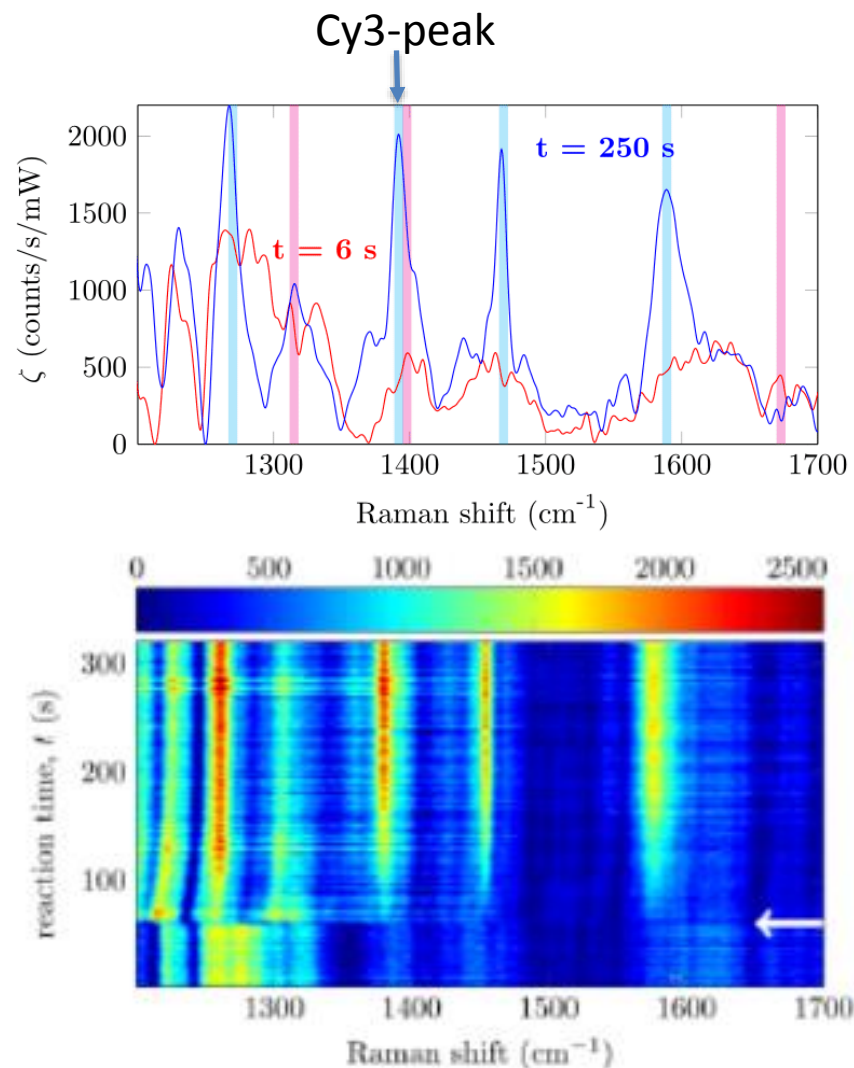 Cy3-peak
2000
1500
1000
500
0
ζ (counts/s/mW)
t = 250 s
t = 6 s
1300 1400 1500 1600 1700
Raman shift (cm⁻¹)
0 500 1000 1500 2000 2500
300
200
100
reaction time, t (s)
1300 1400 1500 1600 1700
Raman shift (cm⁻¹)